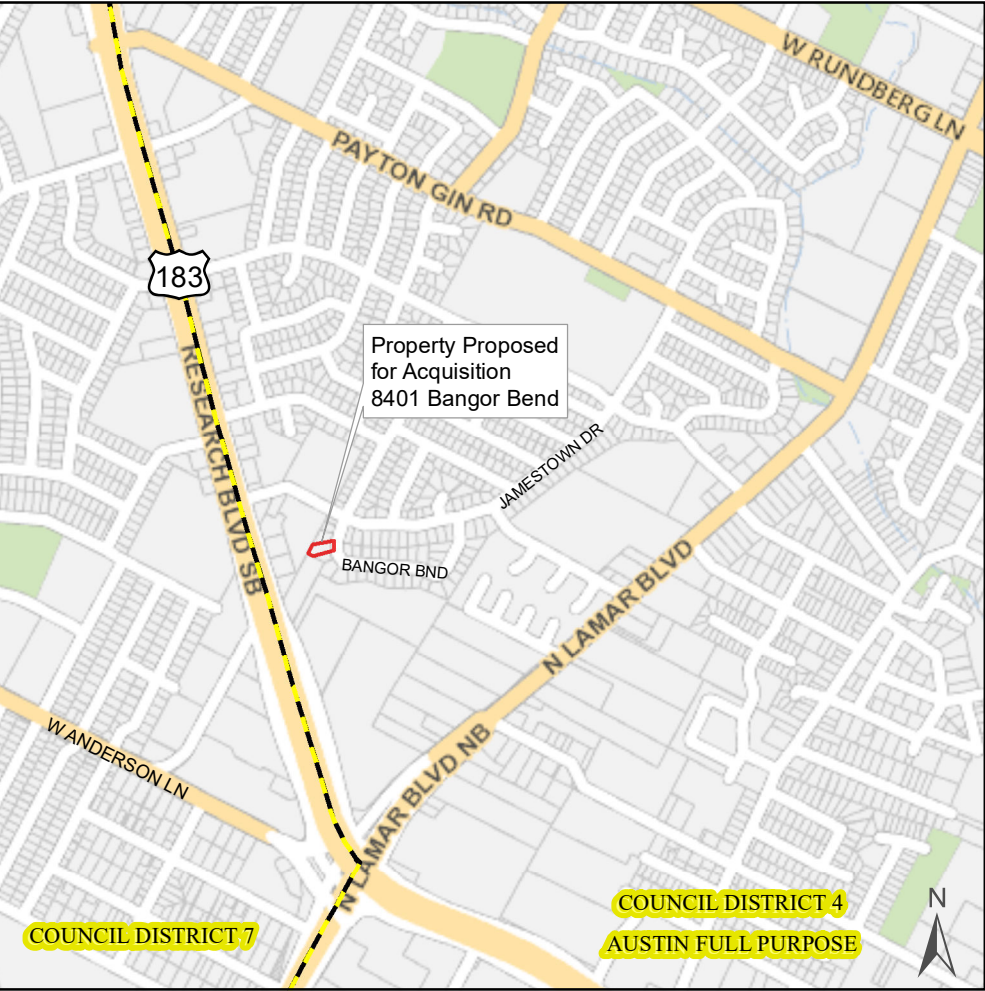 W RUNDBERG LN
PAYTON GIN RD
183
Property Proposed
for Acquisition
8401 Bangor Bend
RESEARCH BLVD SB
JAMESTOWN DR
BANGOR BND
N LAMAR BLVD
W ANDERSON LN
N LAMAR BLVD NB
COUNCIL DISTRICT 7
COUNCIL DISTRICT 4
AUSTIN FULL PURPOSE
N